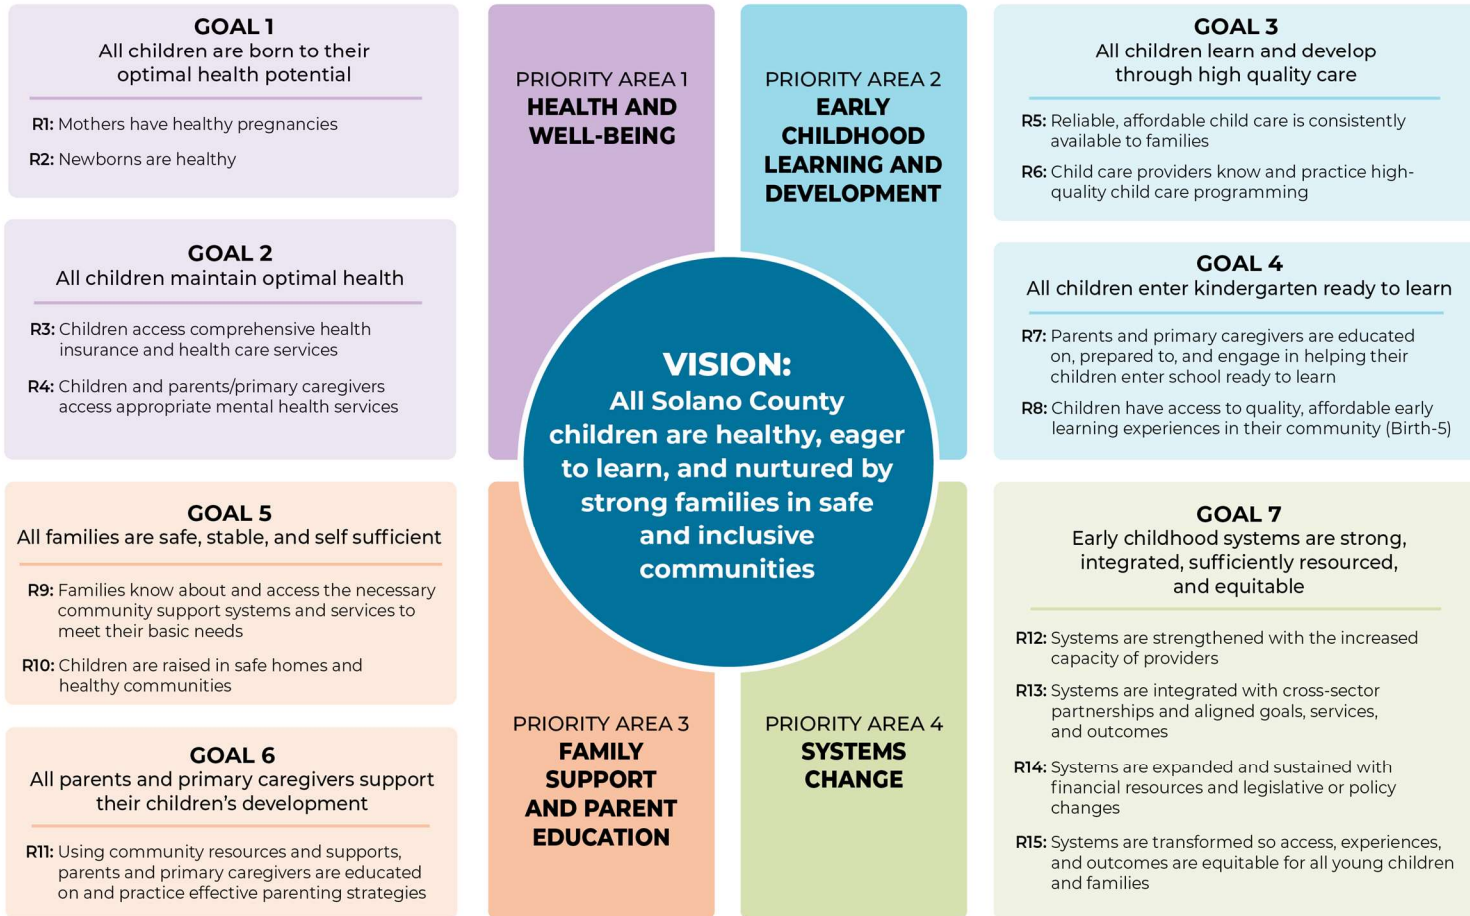 GOAL 1
All children are born to their
optimal health potential
R1: Mothers have healthy pregnancies
R2: Newborns are healthy
GOAL 2
All children maintain optimal health
R3: Children access comprehensive health
insurance and health care services
R4: Children and parents/primary caregivers
access appropriate mental health services
PRIORITY AREA 1
HEALTH AND
WELL-BEING
PRIORITY AREA 2
EARLY
CHILDHOOD
LEARNING AND
DEVELOPMENT
GOAL 3
All children learn and develop
through high quality care
R5: Reliable, affordable child care is consistently
available to families
R6: Child care providers know and practice high-
quality child care programming
GOAL 4
All children enter kindergarten ready to learn
R7: Parents and primary caregivers are educated
on, prepared to, and engage in helping their
children enter school ready to learn
R8: Children have access to quality, affordable early
learning experiences in their community (Birth-5)
VISION:
All Solano County
children are healthy, eager
to learn, and nurtured by
strong families in safe
and inclusive
communities
GOAL 5
All families are safe, stable, and self sufficient
R9: Families know about and access the necessary
community support systems and services to
meet their basic needs
R10: Children are raised in safe homes and
healthy communities
GOAL 6
All parents and primary caregivers support
their children’s development
R11: Using community resources and supports,
parents and primary caregivers are educated
on and practice effective parenting strategies
PRIORITY AREA 3
FAMILY
SUPPORT
AND PARENT
EDUCATION
PRIORITY AREA 4
SYSTEMS
CHANGE
GOAL 7
Early childhood systems are strong,
integrated, sufficiently resourced,
and equitable
R12: Systems are strengthened with the increased
capacity of providers
R13: Systems are integrated with cross-sector
partnerships and aligned goals, services,
and outcomes
R14: Systems are expanded and sustained with
financial resources and legislative or policy
changes
R15: Systems are transformed so access, experiences,
and outcomes are equitable for all young children
and families